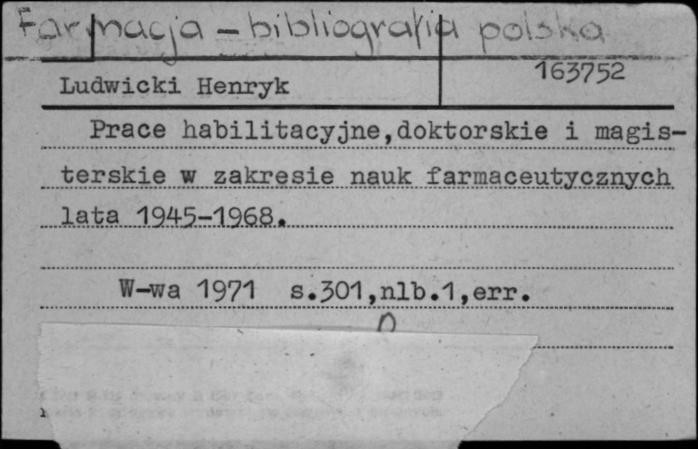 Farmacja – bibliografia polska
163752
Ludwicki Henryk
Prace habilitacyjne,doktorskie i magis-
terskie w zakresie nauk farmaceutycznych
lata 1945-1968.
W-wa 1971 s.301,nlb.1,err.